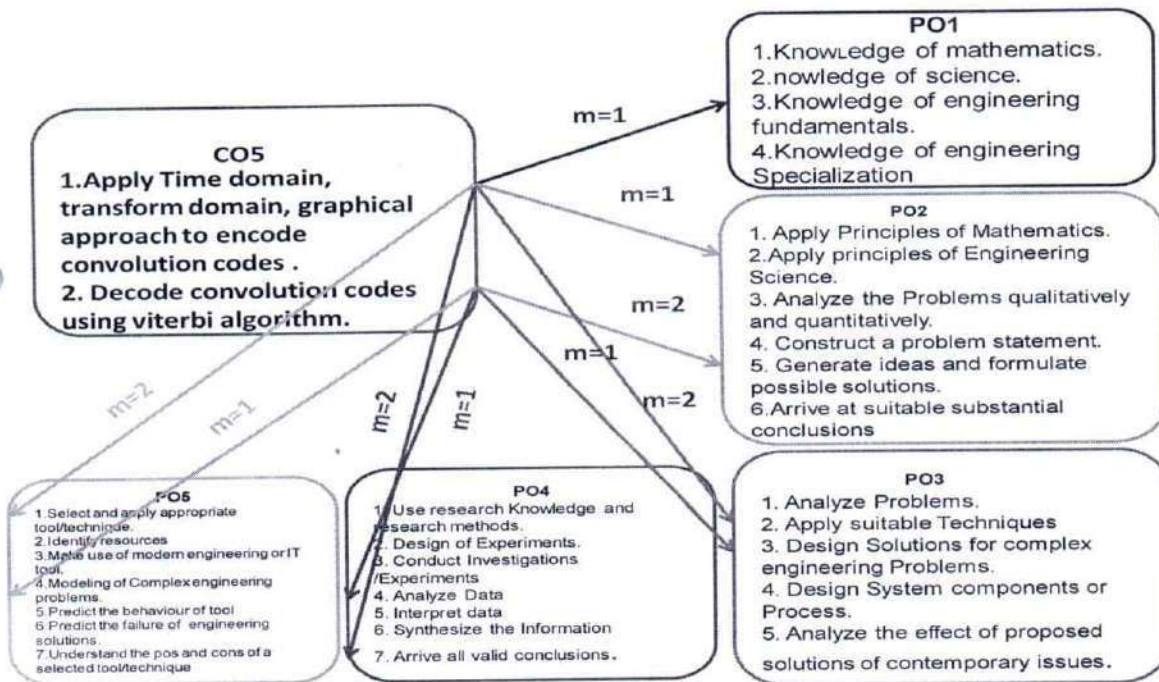 PO1
1.Knowledge of mathematics.
2.nowledge of science.
3.Knowledge of engineering
fundamentals.
4.Knowledge of engineering
Specialization
m=1
CO5
1.Apply Time domain,
transform domain, graphical
approach to encode
convolution codes .
2. Decode convolution codes
using viterbi algorithm.
m=1
PO2
1. Apply Principles of Mathematics.
2.Apply principles of Engineering
Science.
3. Analyze the Problems qualitatively
and quantitatively.
4. Construct a problem statement.
5. Generate ideas and formulate
possible solutions.
6.Arrive at suitable substantial
conclusions
m=2
m=1
m=2
m=2
m=1
m=2
m=1
PO5
1.Select and apply appropriate
tool/technique.
2.Identify resources
3.Make use of modern engineering or IT
tool.
4.Modeling of Complex engineering
problems.
5.Predict the behaviour of tool
6 Predict the failure of engineering
solutions.
7.Understand the pos and cons of a
selected tool/technique
PO4
1. Use research Knowledge and
research methods.
2. Design of Experiments.
3. Conduct Investigations
/Experiments
4. Analyze Data
5. Interpret data
6. Synthesize the Information
7. Arrive all valid conclusions.
PO3
1. Analyze Problems.
2. Apply suitable Techniques
3. Design Solutions for complex
engineering Problems.
4. Design System components or
Process.
5. Analyze the effect of proposed
solutions of contemporary issues.